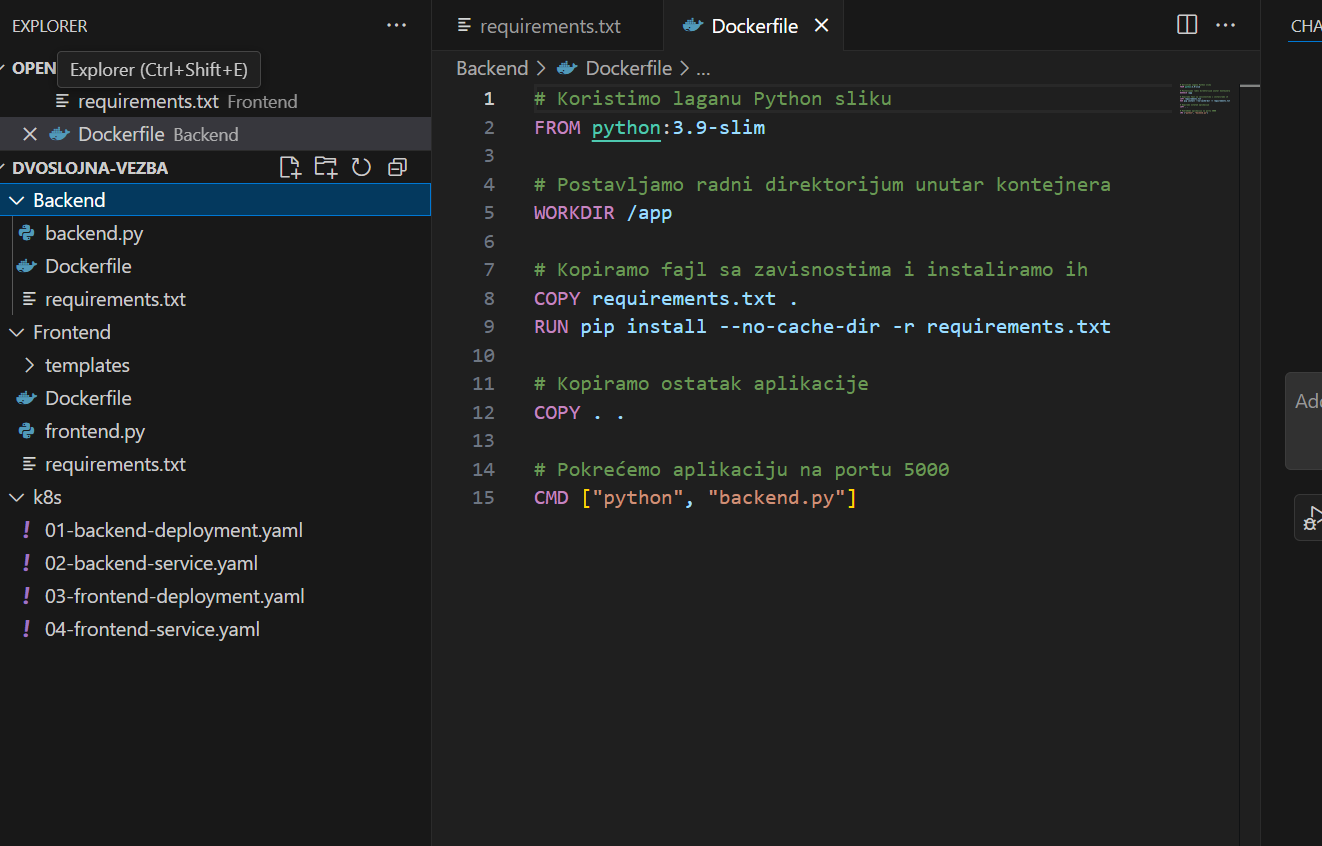 EXPLORER
OPEN
Explorer (Ctrl+Shift+E)
requirements.txt Frontend
Dockerfile Backend
DVOSLOJNA-VEZBA
Backend
backend.py
Dockerfile
requirements.txt
Frontend
templates
Dockerfile
frontend.py
requirements.txt
k8s
01-backend-deployment.yaml
02-backend-service.yaml
03-frontend-deployment.yaml
04-frontend-service.yaml
requirements.txt
Dockerfile
Backend > Dockerfile > ...
1 # Koristimo laganu Python sliku
2 FROM python:3.9-slim
3
4 # Postavljamo radni direktorijum unutar kontejnera
5 WORKDIR /app
6
7 # Kopiramo fajl sa zavisnostima i instaliramo ih
8 COPY requirements.txt .
9 RUN pip install --no-cache-dir -r requirements.txt
10
11 # Kopiramo ostatak aplikacije
12 COPY . .
13
14 # Pokrećemo aplikaciju na portu 5000
15 CMD ["python", "backend.py"]